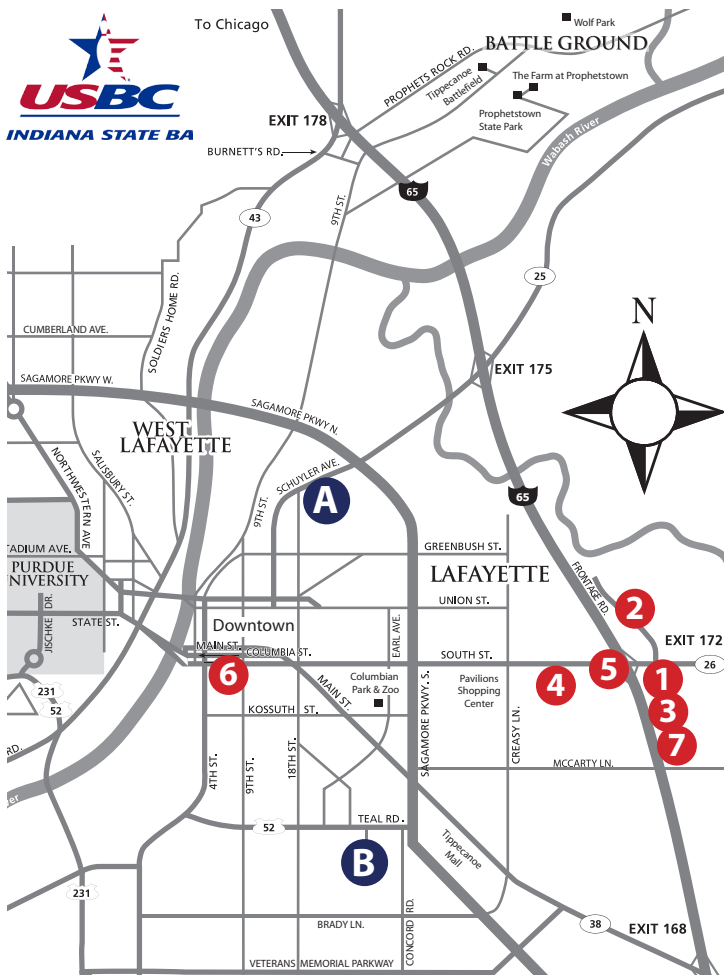 To Chicago
Wolf Park
BATTLE GROUND
USBC
INDIANA STATE BA
PROPHETS ROCK RD.
Tippecanoe
Battlefield
The Farm at Prophetstown
Prophetstown
State Park
EXIT 178
BURNETT'S RD.
Wabash River
65
9TH ST.
43
25
SOLDIERS HOME RD.
CUMBERLAND AVE.
N
EXIT 175
SAGAMORE PKWY W.
SAGAMORE PKWY N.
WEST
LAFAYETTE
NORTHWESTERN AVE
SALISBURY ST.
SCHUYLER AVE.
A
9TH ST.
65
TADIUM AVE.
GREENBUSH ST.
PURDUE
UNIVERSITY
LAFAYETTE
FRONTAGE RD.
JISCHKE DR.
UNION ST.
2
STATE ST.
Downtown
EARL AVE.
EXIT 172
MAIN ST.
COLUMBIA ST.
SOUTH ST.
26
6
5
4
1
3
7
MAIN ST.
Columbian
Park & Zoo
Pavilions
Shopping
Center
231
52
RD.
KOSSUTH ST.
SAGAMORE PKWY. S.
CREASY LN.
MCCARTY LN.
4TH ST.
9TH ST.
18TH ST.
52
TEAL RD.
B
Tippecanoe
Mall
231
BRADY LN.
CONCORD RD.
38
EXIT 168
VETERANS MEMORIAL PARKWAY